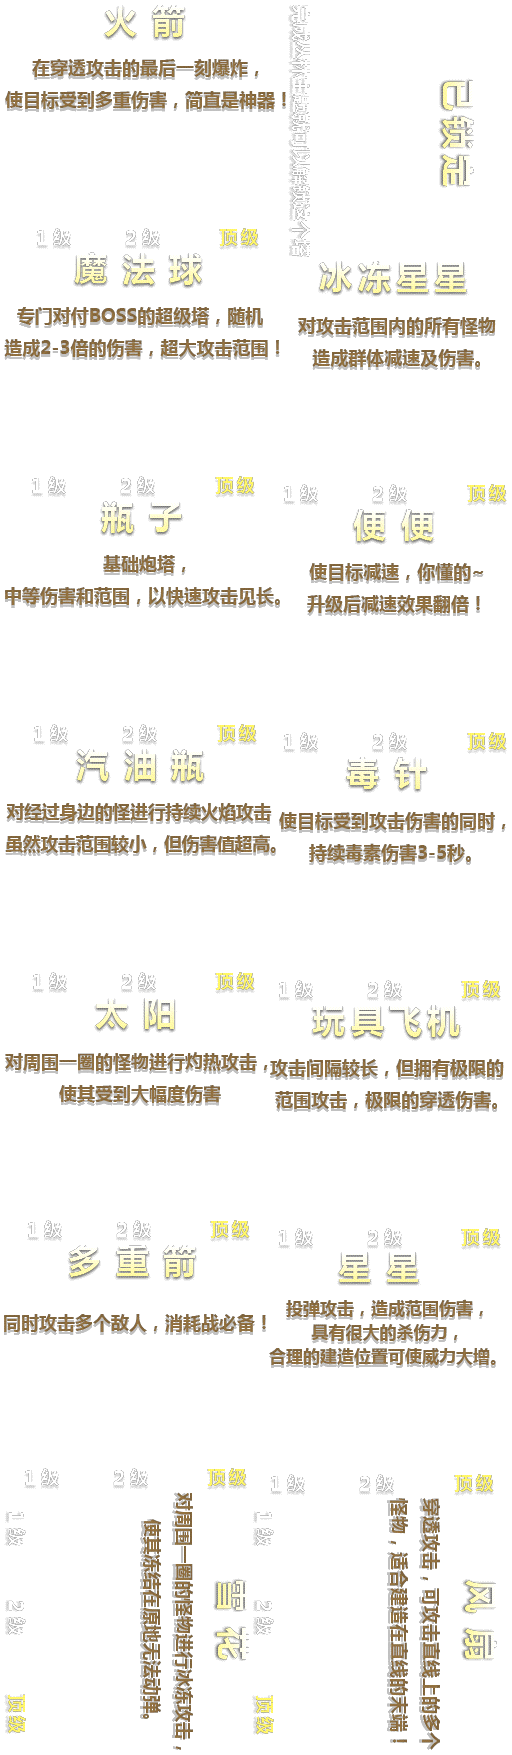 火箭
在穿透攻击的最后一刻爆炸，
使目标受到多重伤害，简直是神器！
已锁定
1级 2级 顶级
魔法球
专门对付BOSS的超级塔，随机
造成2-3倍的伤害，超大攻击范围！
冰冻星星
对攻击范围内的所有怪物
造成群体减速及伤害。
1级 2级 顶级
瓶子
基础炮塔，
中等伤害和范围，以快速攻击见长。
1级 2级 顶级
便便
使目标减速，你懂的~
升级后减速效果翻倍！
1级 2级 顶级
汽油瓶
对经过身边的怪进行持续火焰攻击
虽然攻击范围较小，但伤害值超高。
1级 2级 顶级
毒针
使目标受到攻击伤害的同时，
持续毒素伤害3-5秒。
1级 2级 顶级
太阳
对周围一圈的怪物进行灼热攻击，
使其受到大幅度伤害
1级 2级 顶级
玩具飞机
攻击间隔较长，但拥有极限的
范围攻击，极限的穿透伤害。
1级 2级 顶级
多重箭
同时攻击多个敌人，消耗战必备！
1级 2级 顶级
星星
投弹攻击，造成范围伤害，
具有很大的杀伤力，
合理的建造位置可使威力大增。
1级 2级 顶级
1级 2级 顶级
雪花
对周围一圈的怪物进行冰冻攻击，
使其冻结在原地无法动弹。
1级 2级 顶级
风扇
穿透攻击，可攻击直线上的多个
怪物，适合建造在直线的末端！
1级 2级 顶级